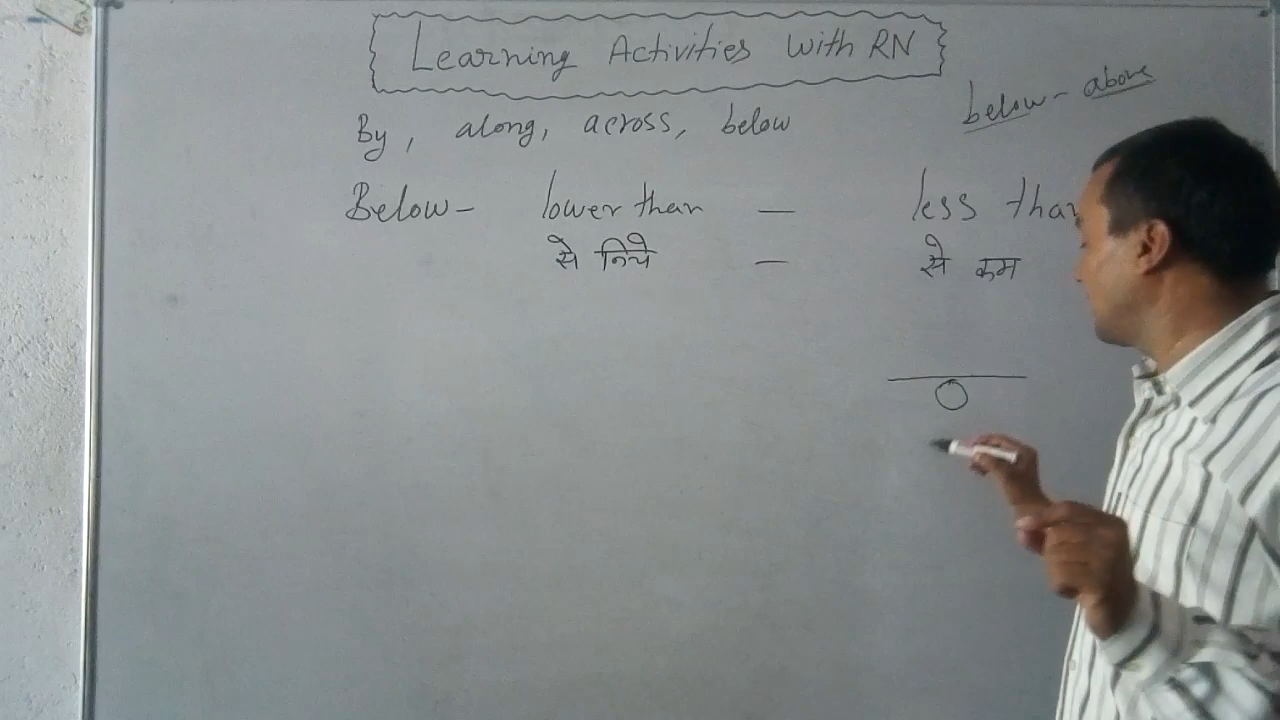 Learning Activities With RN
below - above
By, along, across, below
Below - lower than — less than
से निचे — से कम